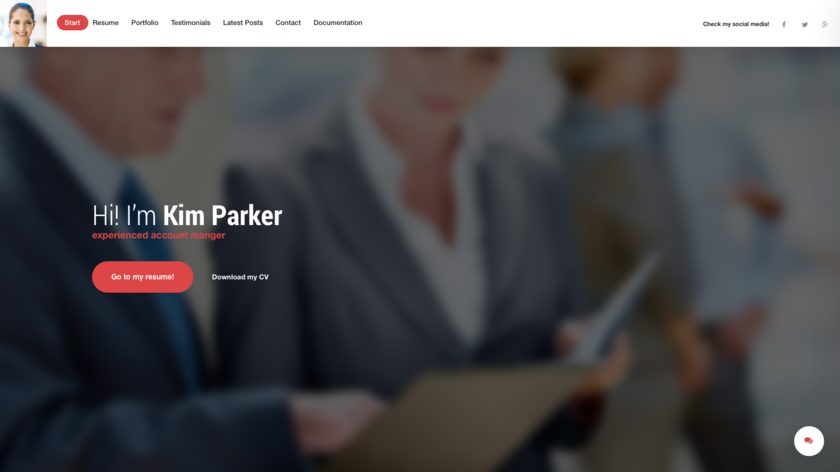 Start Resume Portfolio Testimonials Latest Posts Contact Documentation Check my social media!
Hi! I'm Kim Parker
experienced account manger
Go to my resume! Download my CV